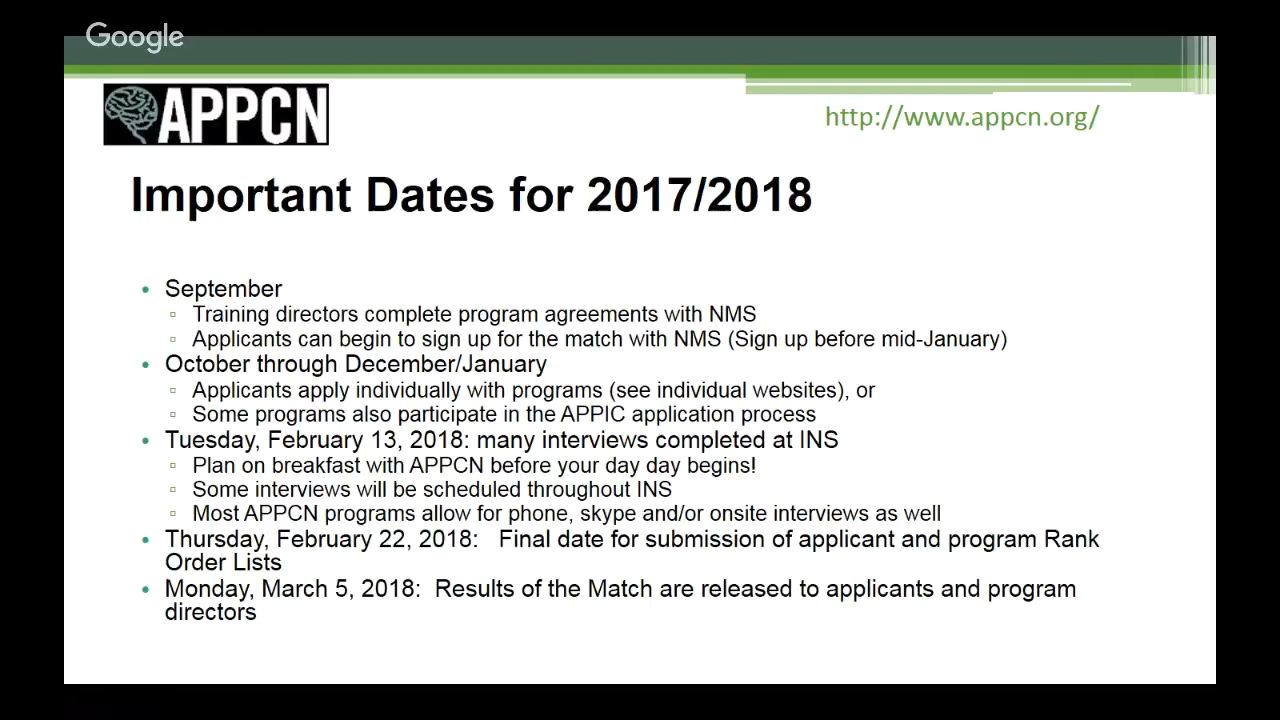 Google
APPCN
http://www.appcn.org/
Important Dates for 2017/2018
• September
▫ Training directors complete program agreements with NMS
▫ Applicants can begin to sign up for the match with NMS (Sign up before mid-January)
• October through December/January
▫ Applicants apply individually with programs (see individual websites), or
▫ Some programs also participate in the APPIC application process
• Tuesday, February 13, 2018: many interviews completed at INS
▫ Plan on breakfast with APPCN before your day day begins!
▫ Some interviews will be scheduled throughout INS
▫ Most APPCN programs allow for phone, skype and/or onsite interviews as well
• Thursday, February 22, 2018: Final date for submission of applicant and program Rank
Order Lists
• Monday, March 5, 2018: Results of the Match are released to applicants and program
directors